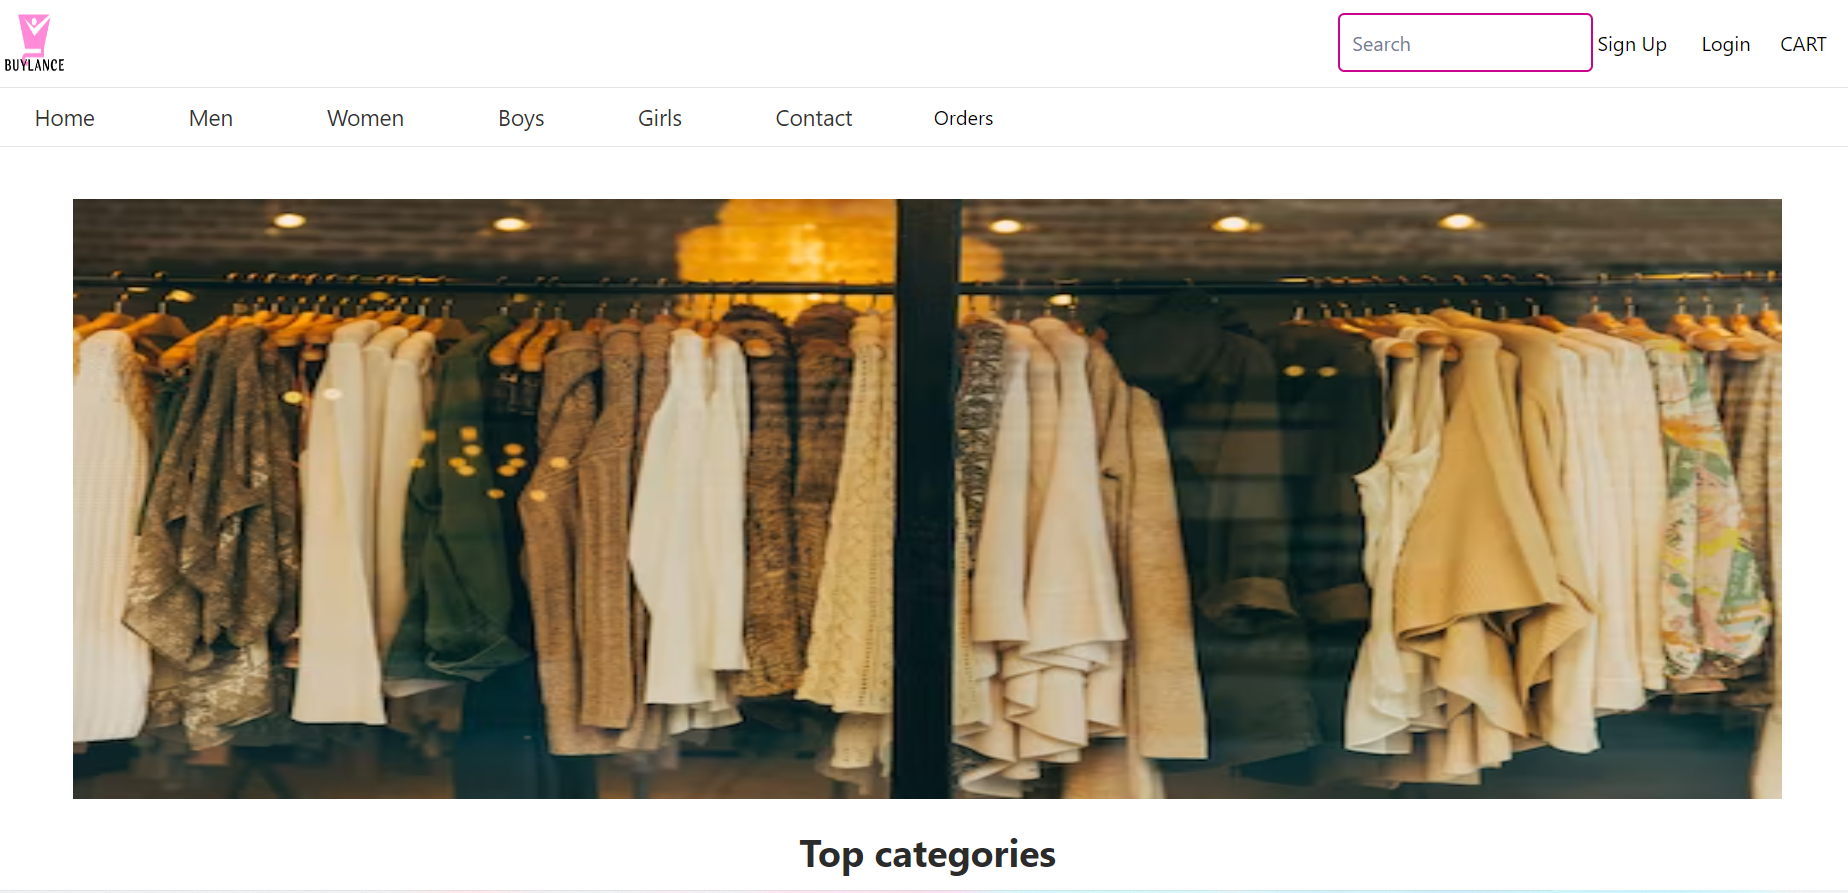 BUYLANCE
Search
Sign Up
Login
CART
Home
Men
Women
Boys
Girls
Contact
Orders
Top categories